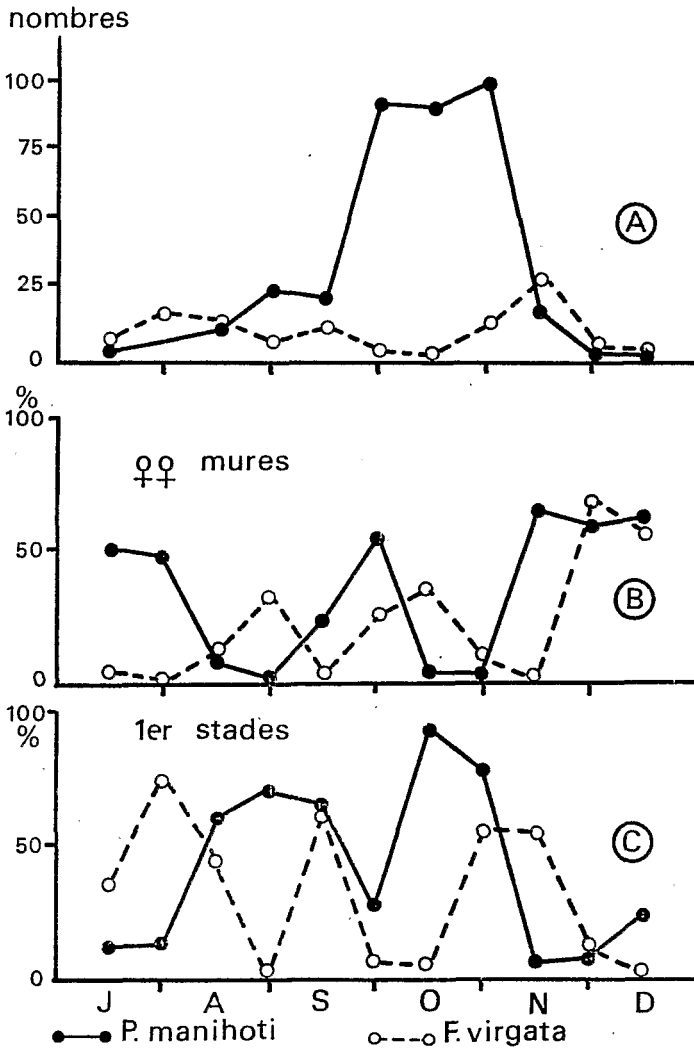 nombres
100
75
50
25
0
A
%
100
♀♀ mures
50
B
0
100
%
1er stades
50
C
0
J A S O N D
P. manihoti F. virgata